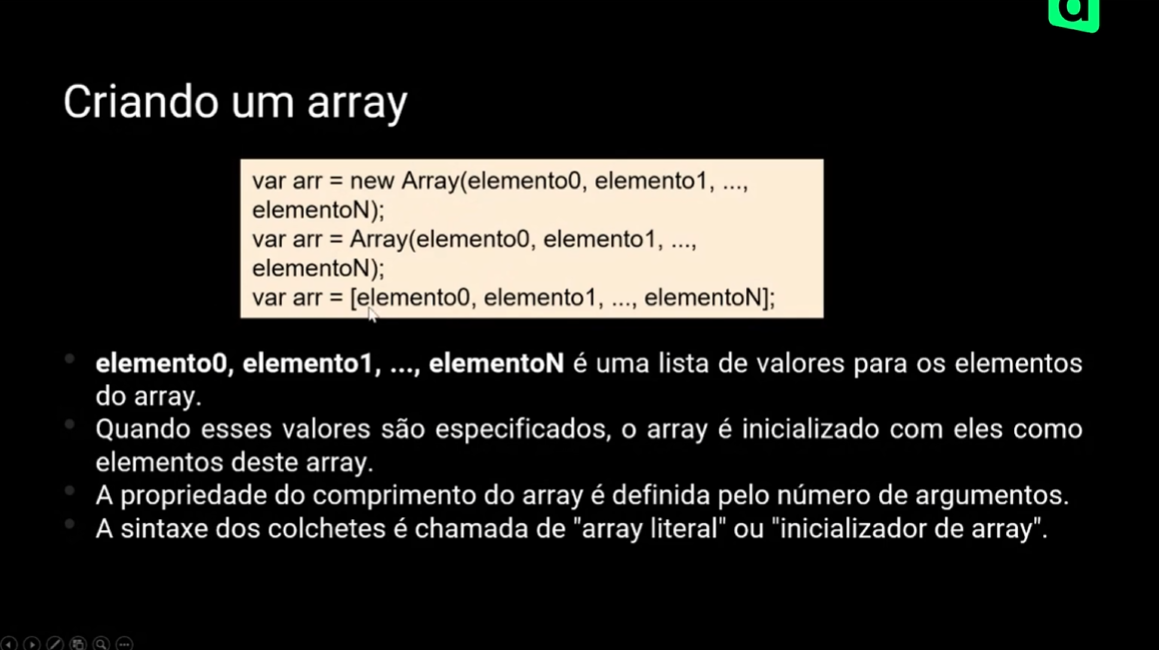 Criando um array
var arr = new Array(elemento0, elemento1, ...,
elementoN);
var arr = Array(elemento0, elemento1, ...,
elementoN);
var arr = [elemento0, elemento1, ..., elementoN];
elemento0, elemento1, ..., elementoN é uma lista de valores para os elementos
do array.
Quando esses valores são especificados, o array é inicializado com eles como
elementos deste array.
A propriedade do comprimento do array é definida pelo número de argumentos.
A sintaxe dos colchetes é chamada de "array literal" ou "inicializador de array".